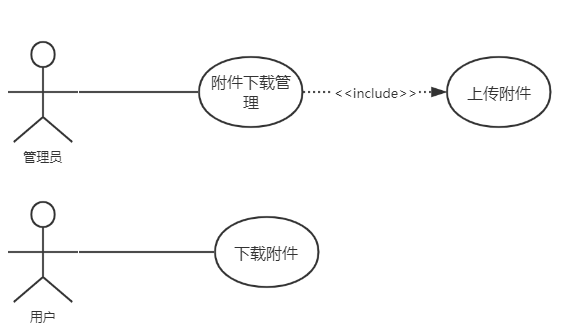 附件下载管
理
<<include>>
上传附件
管理员
下载附件
用户